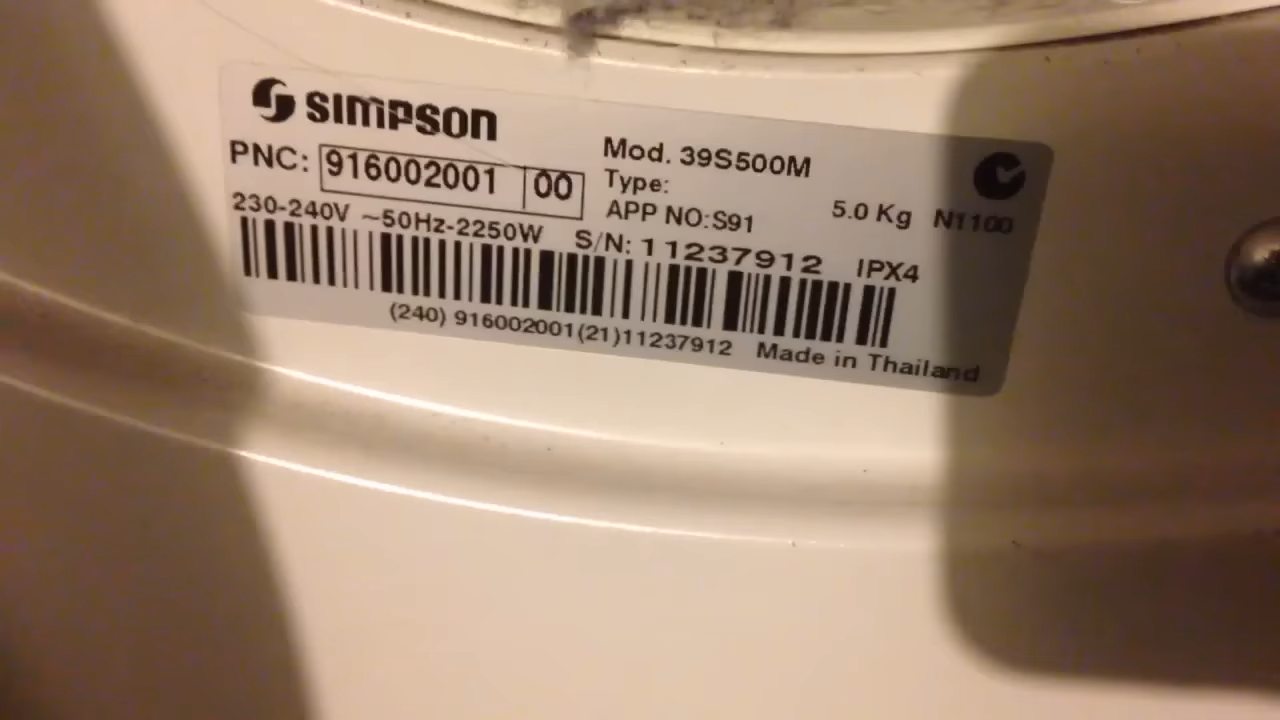 SIMPSON
PNC: 916002001 00
Mod. 39S500M
Type:
APP NO:S91
5.0 Kg N1100
230-240V ~50Hz-2250W
S/N: 11237912 IPX4
(240) 916002001(21)11237912 Made in Thailand